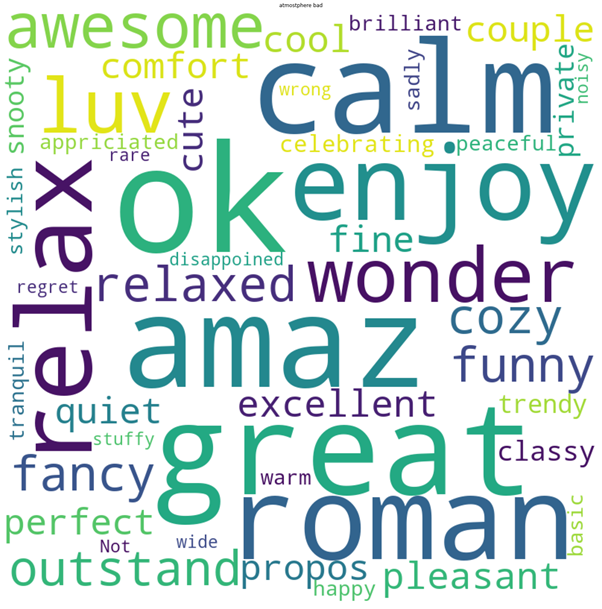 atmostphere bad
awesome
cool
brilliant
couple
snooty
luv
comfort
calm
wrong
sadly
private
noisy
appriciated
cute
celebrating
peaceful
rare
ok
enjoy
stylish
relax
fine
disappoined
regret
relaxed
wonder
amaz
cozy
tranquil
funny
quiet
excellent
trendy
stuffy
great
classy
fancy
warm
roman
perfect
Not
wide
basic
outstand
propos
happy
pleasant